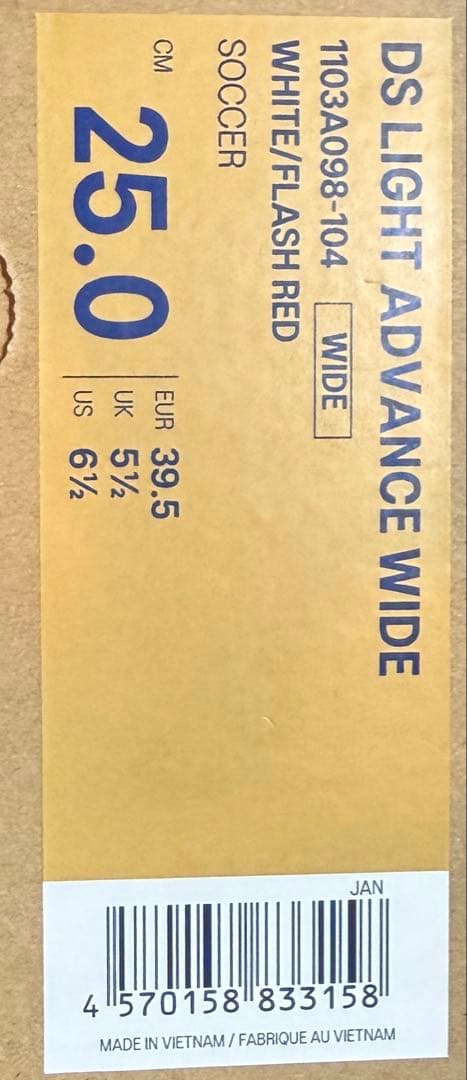 DS LIGHT ADVANCE WIDE
1103A098-104 WIDE
WHITE/FLASH RED
SOCCER
CM 25.0
EUR 39.5
UK 5½
US 6½
JAN
4 570158 833158
MADE IN VIETNAM / FABRIQUE AU VIETNAM